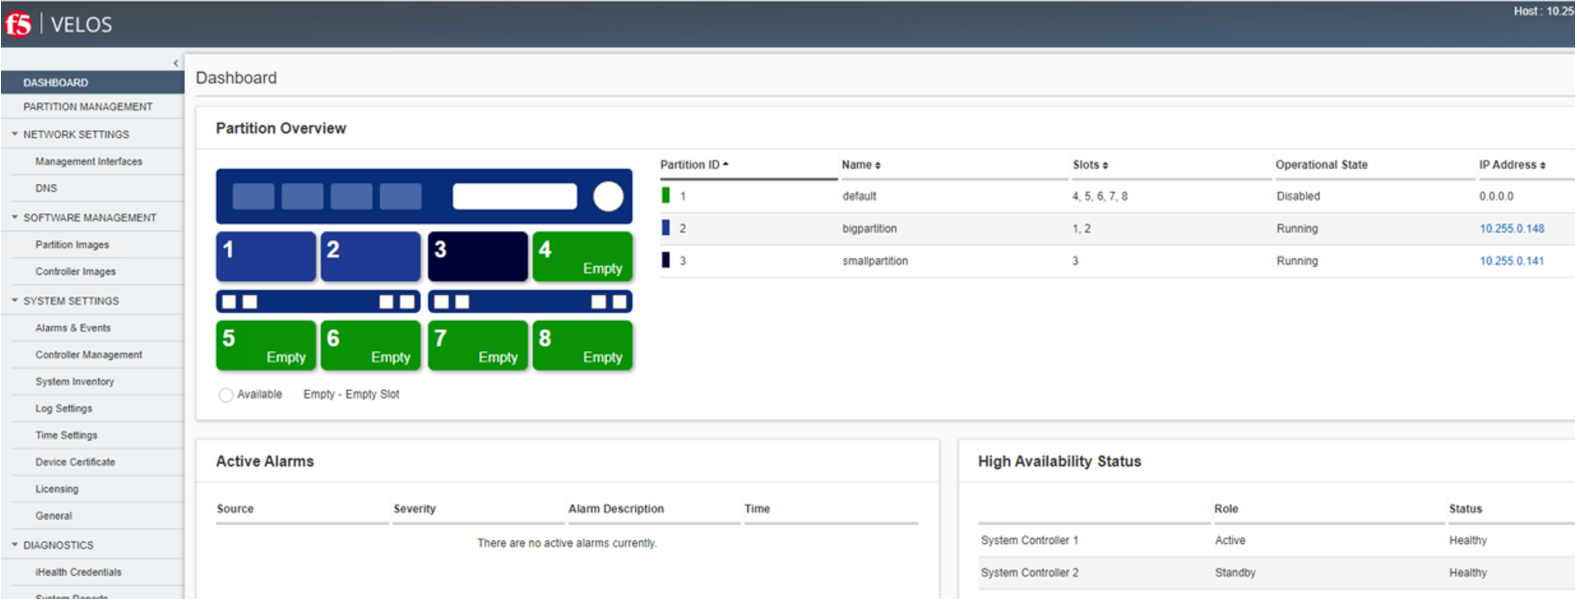 f5 | VELOS
Host : 10.25
DASHBOARD
PARTITION MANAGEMENT
NETWORK SETTINGS
Management Interfaces
DNS
SOFTWARE MANAGEMENT
Partition Images
Controller Images
SYSTEM SETTINGS
Alarms & Events
Controller Management
System Inventory
Log Settings
Time Settings
Device Certificate
Licensing
General
DIAGNOSTICS
iHealth Credentials
System Reports
Dashboard
Partition Overview
1 2 3 4 Empty
5 Empty 6 Empty 7 Empty 8 Empty
Available Empty - Empty Slot
Partition ID Name Slots Operational State IP Address
1 default 4, 5, 6, 7, 8 Disabled 0.0.0.0
2 bigpartition 1, 2 Running 10.255.0.148
3 smallpartition 3 Running 10.255.0.141
Active Alarms
Source Severity Alarm Description Time
There are no active alarms currently.
High Availability Status
Role Status
System Controller 1 Active Healthy
System Controller 2 Standby Healthy